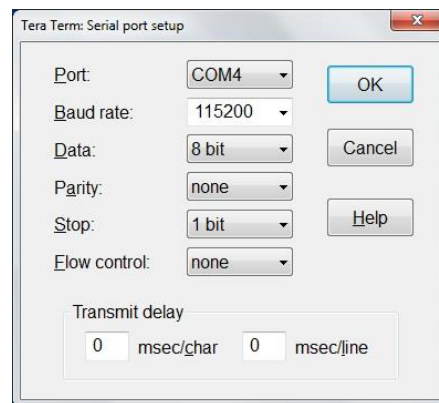 Tera Term: Serial port setup
Port: COM4
OK
Baud rate: 115200
Data: 8 bit
Cancel
Parity: none
Stop: 1 bit
Help
Flow control: none
Transmit delay
0 msec/char 0 msec/line